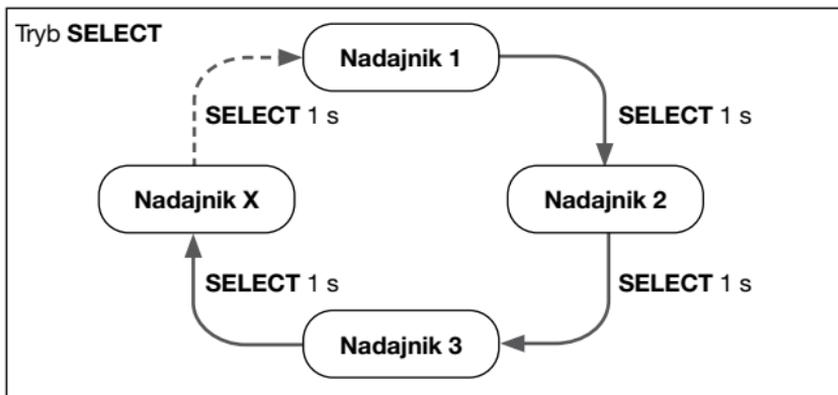 Tryb SELECT
Nadajnik 1
SELECT 1 s
SELECT 1 s
Nadajnik X
Nadajnik 2
SELECT 1 s
SELECT 1 s
Nadajnik 3